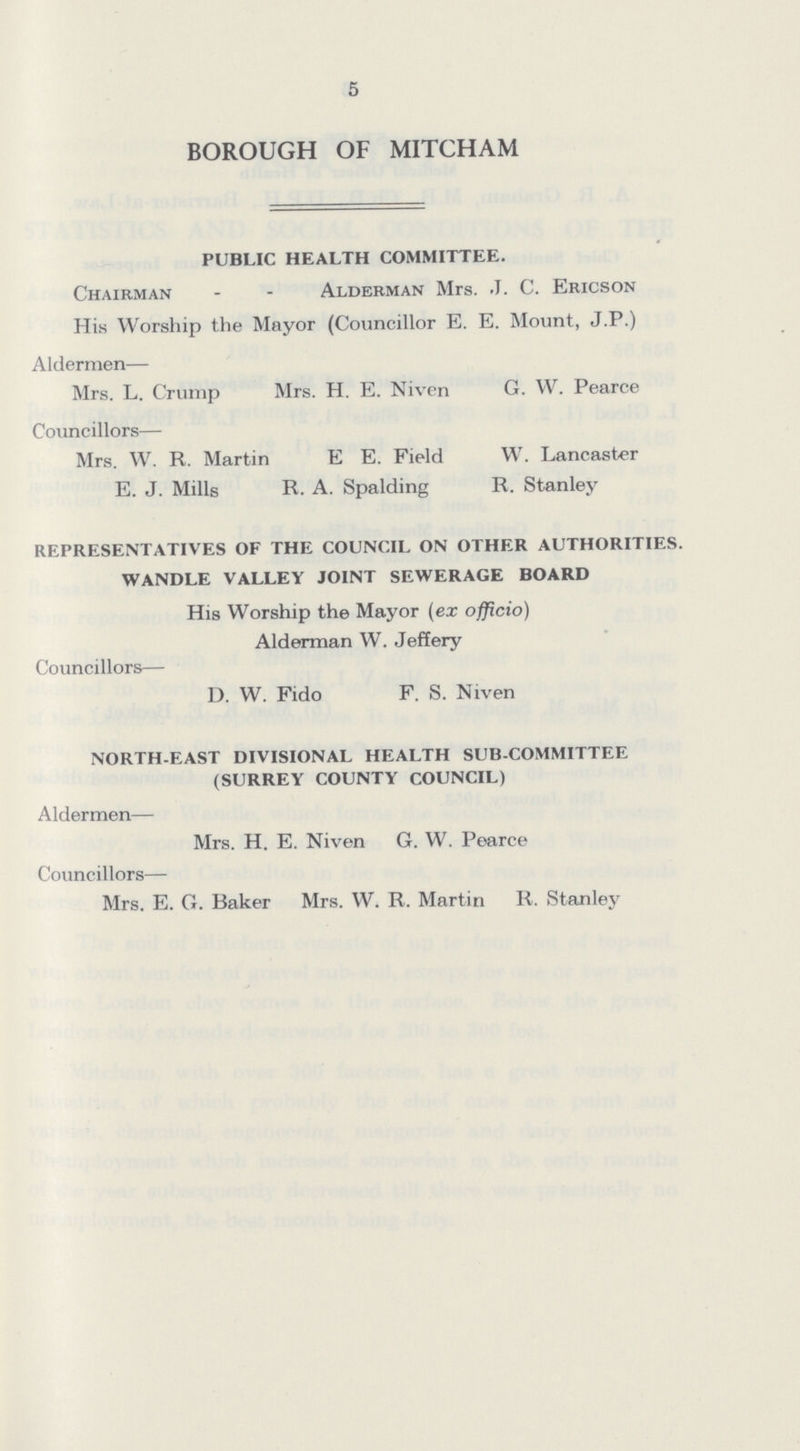 5
BOROUGH OF MITCHAM
PUBLIC HEALTH COMMITTEE.
CHAIRMAN - - ALDERMAN Mrs. J. C. ERICSON
His Worship the Mayor (Councillor E. E. Mount, J.P.)
Aldermen—
Mrs. L. Crump Mrs. H. E. Niven G. W. Pearce
Councillors—
Mrs. W. R. Martin E E. Field W. Lancaster
E. J. Mills R. A. Spalding R. Stanley
REPRESENTATIVES OF THE COUNCIL ON OTHER AUTHORITIES.
WANDLE VALLEY JOINT SEWERAGE BOARD
His Worship the Mayor (ex officio)
Alderman W. Jeffery
Councillors—
D. W. Fido F. S. Niven
NORTH-EAST DIVISIONAL HEALTH SUB-COMMITTEE
(SURREY COUNTY COUNCIL)
Aldermen—
Mrs. H. E. Niven G. W. Pearce
Councillors—
Mrs. E. G. Baker Mrs. W. R. Martin R. Stanley